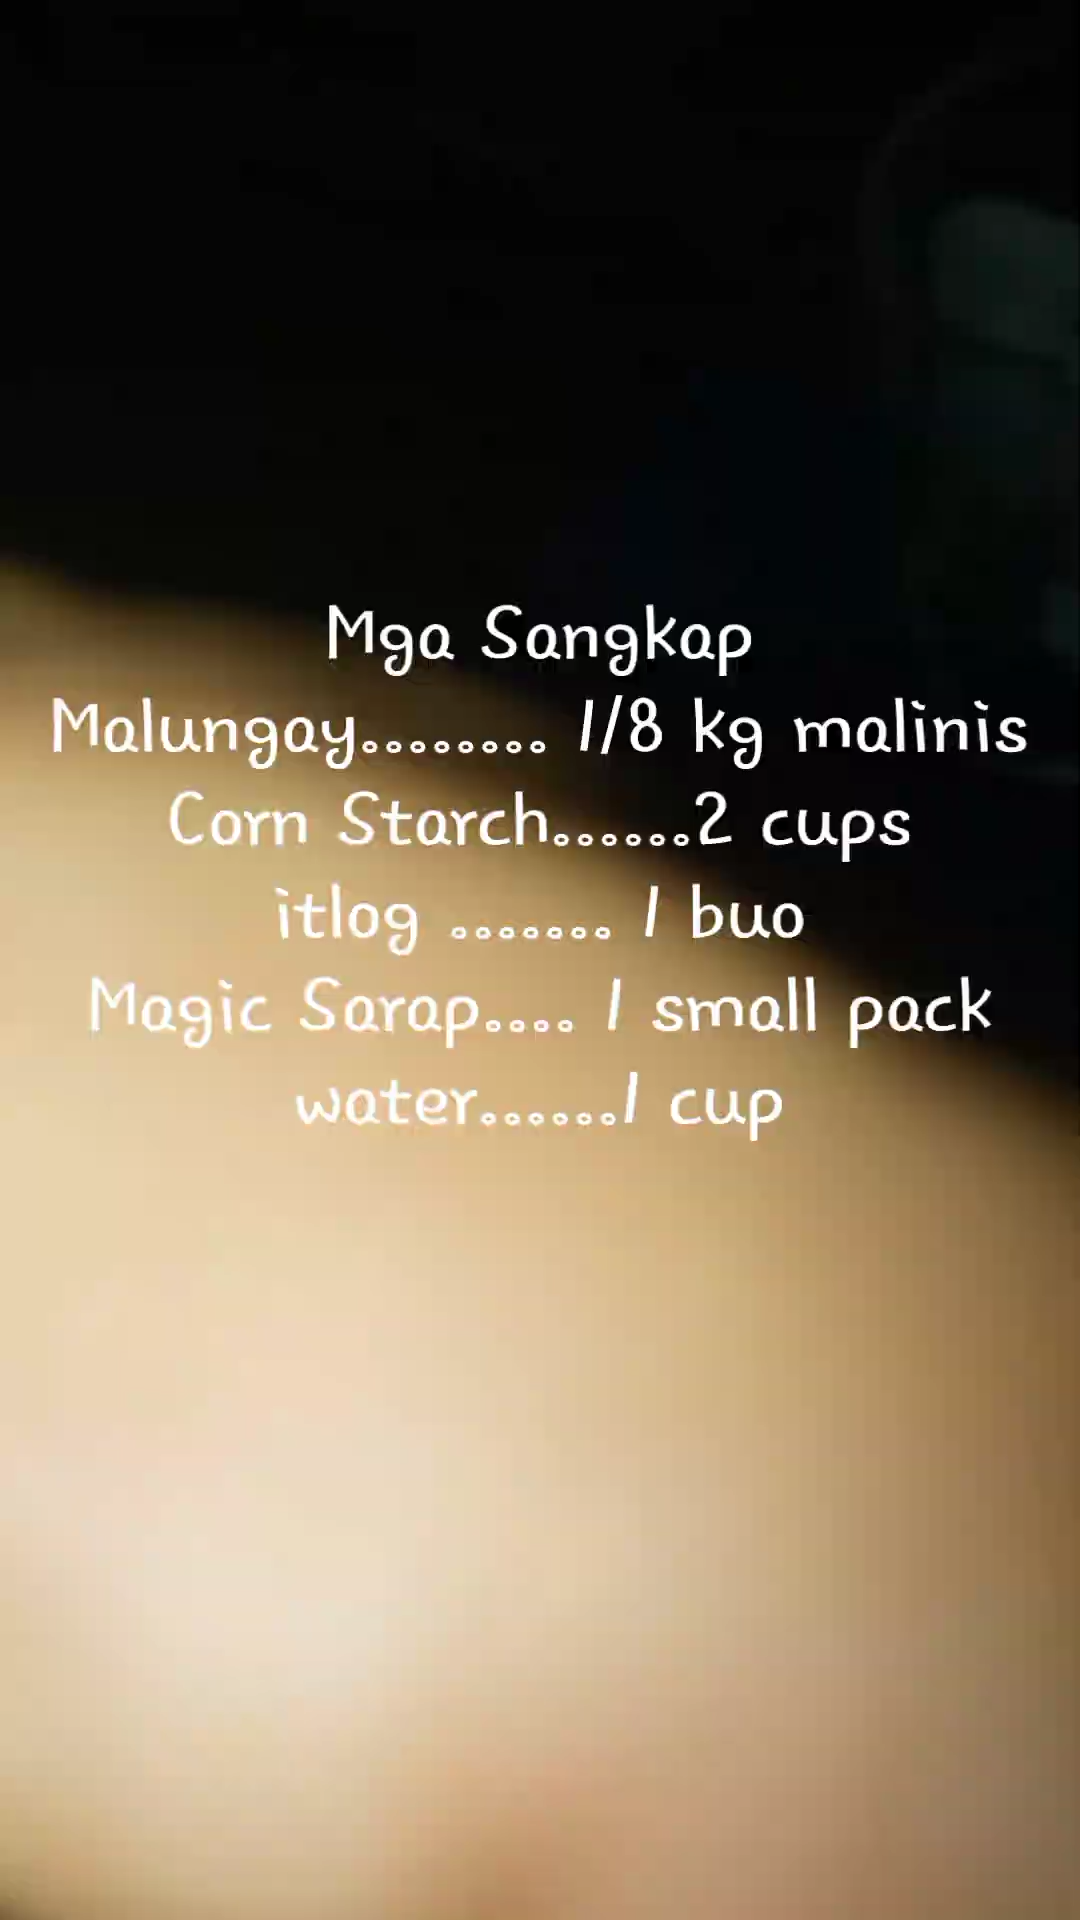 Mga Sangkap
Malungay........ 1/8 kg malinis
Corn Starch......2 cups
itlog ....... 1 buo
Magic Sarap.... 1 small pack
water......1 cup